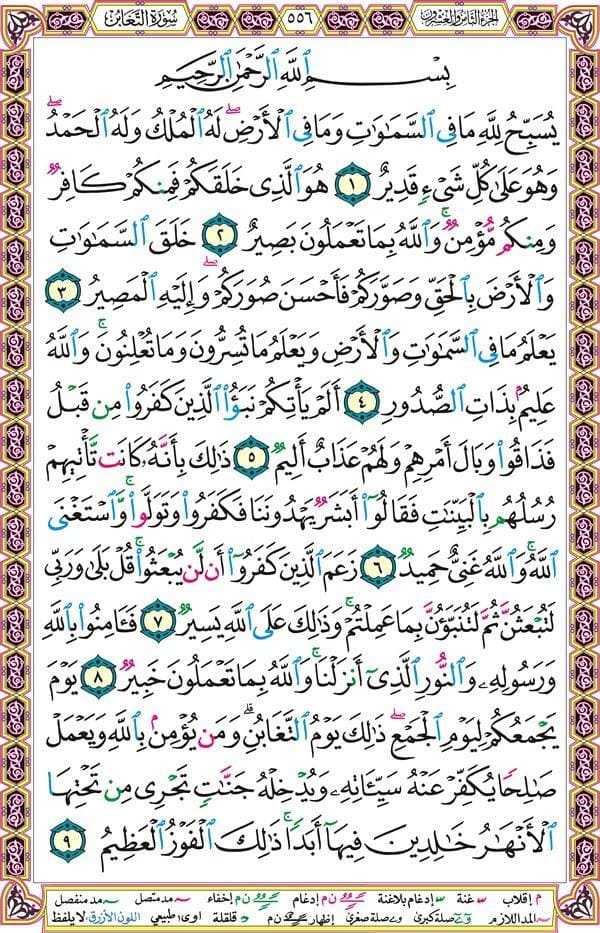 الجزء الثامن والعشرون
٥٥٦
سُورَةُ التَّغَابُنِ
بِسْمِ ٱللَّهِ ٱلرَّحْمَٰنِ ٱلرَّحِيمِ
يُسَبِّحُ لِلَّهِ مَا فِى ٱلسَّمَٰوَٰتِ وَمَا فِى ٱلْأَرْضِ ۖ لَهُ ٱلْمُلْكُ وَلَهُ ٱلْحَمْدُ ۖ
وَهُوَ عَلَىٰ كُلِّ شَىْءٍ قَدِيرٌ ١ هُوَ ٱلَّذِى خَلَقَكُمْ فَمِنكُمْ كَافِرٌ
وَمِنكُم مُّؤْمِنٌ ۚ وَٱللَّهُ بِمَا تَعْمَلُونَ بَصِيرٌ ٢ خَلَقَ ٱلسَّمَٰوَٰتِ
وَٱلْأَرْضَ بِٱلْحَقِّ وَصَوَّرَكُمْ فَأَحْسَنَ صُوَرَكُمْ ۖ وَإِلَيْهِ ٱلْمَصِيرُ ٣
يَعْلَمُ مَا فِى ٱلسَّمَٰوَٰتِ وَٱلْأَرْضِ وَيَعْلَمُ مَا تُسِرُّونَ وَمَا تُعْلِنُونَ ۚ وَٱللَّهُ
عَلِيمٌۢ بِذَاتِ ٱلصُّدُورِ ٤ أَلَمْ يَأْتِكُمْ نَبَؤُا۟ ٱلَّذِينَ كَفَرُوا۟ مِن قَبْلُ
فَذَاقُوا۟ وَبَالَ أَمْرِهِمْ وَلَهُمْ عَذَابٌ أَلِيمٌ ٥ ذَٰلِكَ بِأَنَّهُۥ كَانَت تَّأْتِيهِمْ
رُسُلُهُم بِٱلْبَيِّنَٰتِ فَقَالُوٓا۟ أَبَشَرٌ يَهْدُونَنَا فَكَفَرُوا۟ وَتَوَلَّوا۟ ۚ وَّٱسْتَغْنَى
ٱللَّهُ ۚ وَٱللَّهُ غَنِىٌّ حَمِيدٌ ٦ زَعَمَ ٱلَّذِينَ كَفَرُوٓا۟ أَن لَّن يُبْعَثُوا۟ ۚ قُلْ بَلَىٰ وَرَبِّى
لَتُبْعَثُنَّ ثُمَّ لَتُنَبَّؤُنَّ بِمَا عَمِلْتُمْ ۚ وَذَٰلِكَ عَلَى ٱللَّهِ يَسِيرٌ ٧ فَـَٔامِنُوا۟ بِٱللَّهِ
وَرَسُولِهِۦ وَٱلنُّورِ ٱلَّذِىٓ أَنزَلْنَا ۚ وَٱللَّهُ بِمَا تَعْمَلُونَ خَبِيرٌ ٨ يَوْمَ
يَجْمَعُكُمْ لِيَوْمِ ٱلْجَمْعِ ۖ ذَٰلِكَ يَوْمُ ٱلتَّغَابُنِ ۗ وَمَن يُؤْمِنۢ بِٱللَّهِ وَيَعْمَلْ
صَٰلِحًا يُكَفِّرْ عَنْهُ سَيِّـَٔاتِهِۦ وَيُدْخِلْهُ جَنَّٰتٍ تَجْرِى مِن تَحْتِهَا
ٱلْأَنْهَٰرُ خَٰلِدِينَ فِيهَآ أَبَدًا ۚ ذَٰلِكَ ٱلْفَوْزُ ٱلْعَظِيمُ ٩
م إقلاب غنة إدغام بلاغنة ن م إدغام ن م إخفاء مد متصل مد منفصل
المد اللازم صلة كبرى صلة صغرى إظهار ن م قلقلة اوى طبيعي اللون الأزرق لا يلفظ